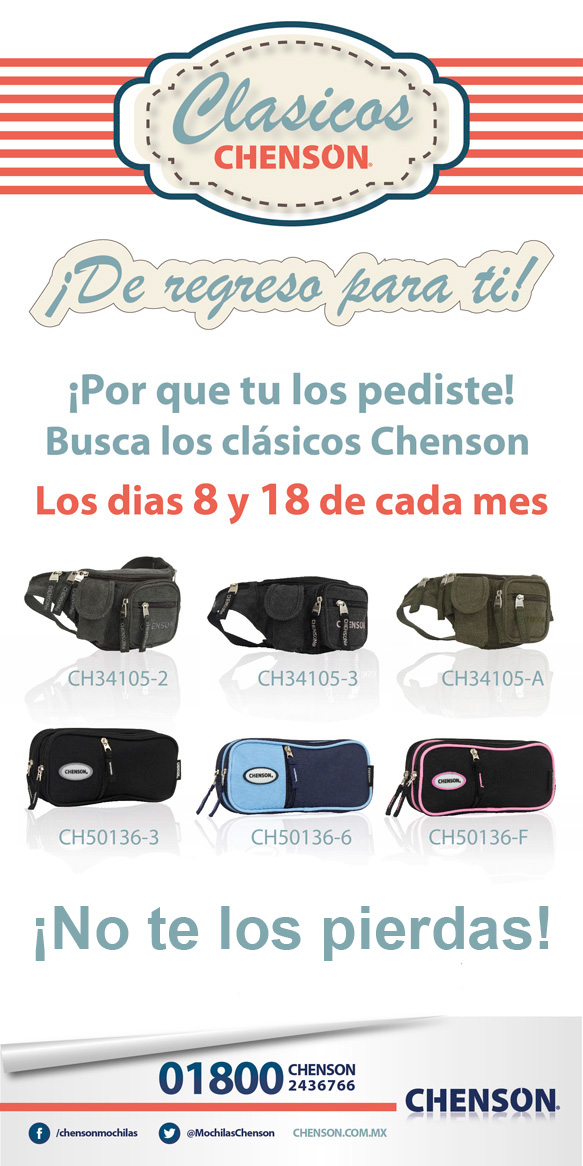 Clasicos
CHENSON®
¡De regreso para ti!
¡Por que tu los pediste!
Busca los clásicos Chenson
Los dias 8 y 18 de cada mes
CHENSON
CHENSON
CH34105-2 CH34105-3 CH34105-A
CHENSON CHENSON CHENSON
CH50136-3 CH50136-6 CH50136-F
¡No te los pierdas!
01800 CHENSON
2436766
CHENSON®
/chensonmochilas @MochilasChenson CHENSON.COM.MX